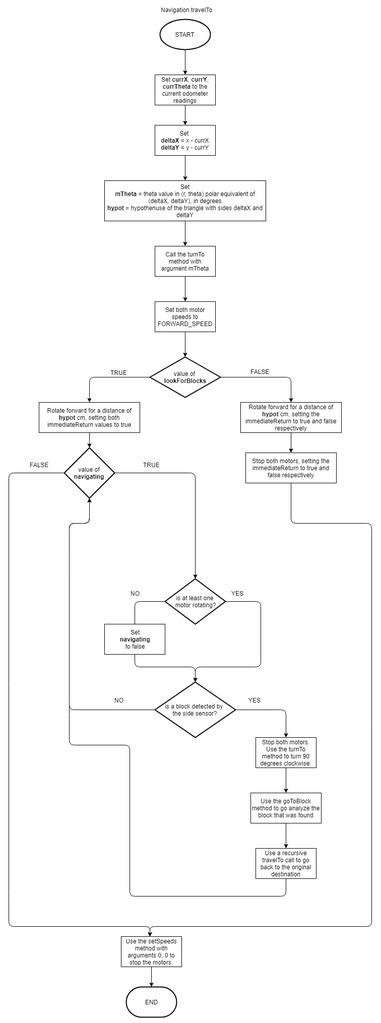 Navigation.travelTo
START
Set currX, currY,
currTheta to the
current odometer
readings
Set
deltaX = x - currX
deltaY = y - currY
Set
mTheta = theta value in (r, theta) polar equivalent of
(deltaX, deltaY), in degrees
hypot = hypothenuse of the triangle with sides deltaX and
deltaY
Call the turnTo
method with
argument mTheta
Set both motor
speeds to
FORWARD_SPEED
value of
lookForBlocks
TRUE
FALSE
Rotate forward for a distance of
hypot cm, setting both
immediateReturn values to true
Rotate forward for a distance of
hypot cm, setting the
immediateReturn to true and false
respectively
Stop both motors, setting the
immediateReturn to true and
false respectively
FALSE
value of
navigating
TRUE
is at least one
motor rotating?
NO
YES
Set
navigating
to false
is a block detected by
the side sensor?
NO
YES
Stop both motors.
Use the turnTo
method to turn 90
degrees clockwise.
Use the goToBlock
method to go analyze the
block that was found
Use a recursive
travelTo call to go
back to the original
destination
Use the setSpeeds
method with
arguments 0, 0 to
stop the motors.
END